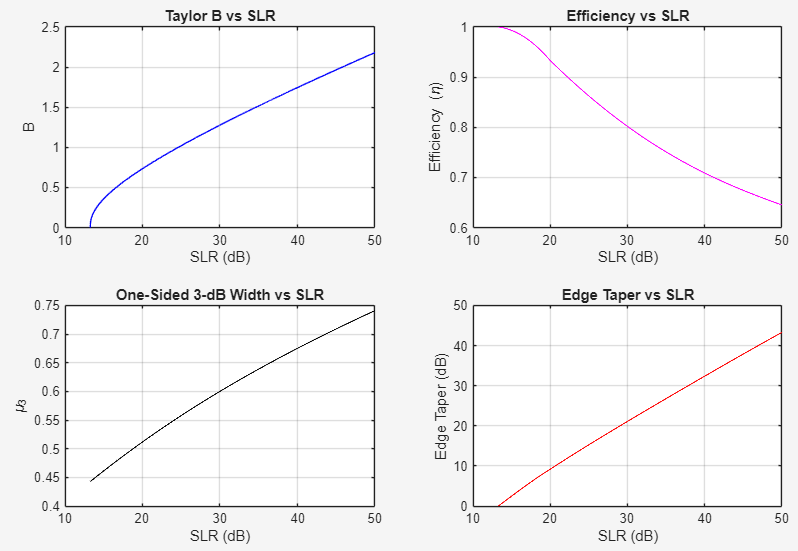 Taylor B vs SLR
2.5
2
1.5
1
0.5
0
B
10 20 30 40 50
SLR (dB)
Efficiency vs SLR
1
0.9
0.8
0.7
0.6
Efficiency (η)
10 20 30 40 50
SLR (dB)
One-Sided 3-dB Width vs SLR
0.75
0.7
0.65
0.6
0.55
0.5
0.45
0.4
μ₃
10 20 30 40 50
SLR (dB)
Edge Taper vs SLR
50
40
30
20
10
0
Edge Taper (dB)
10 20 30 40 50
SLR (dB)